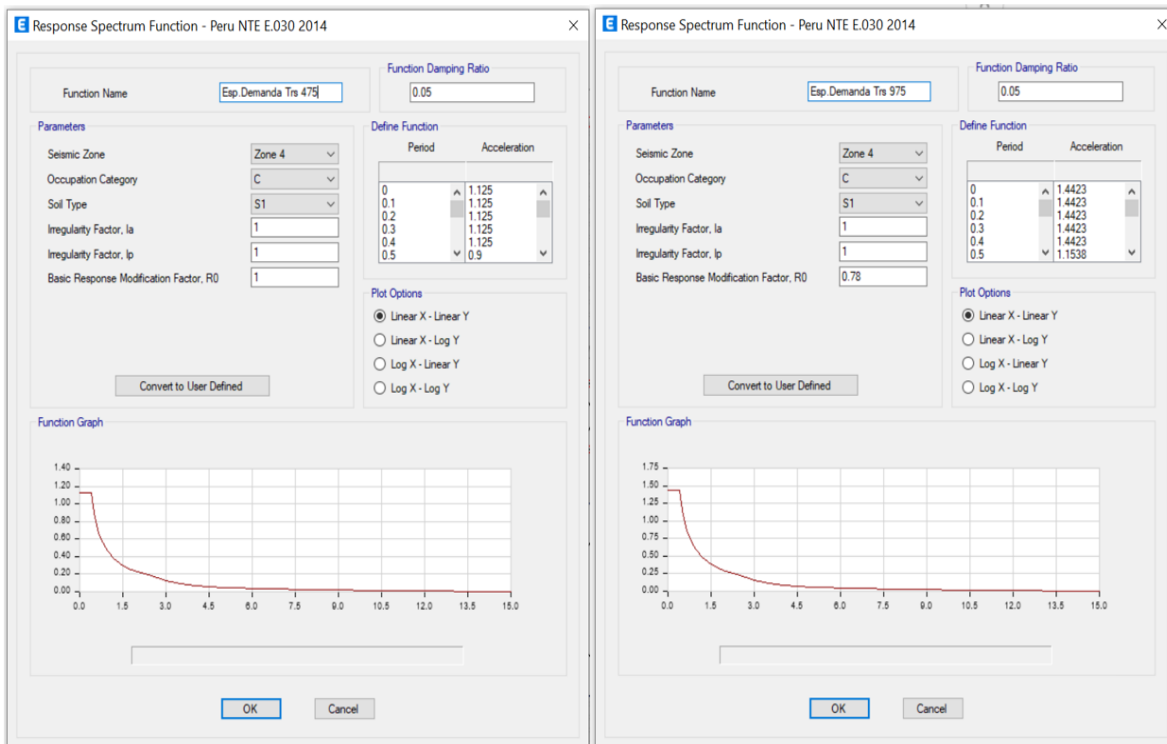 E Response Spectrum Function - Peru NTE E.030 2014
Function Name
Esp.Demanda Trs 475
Function Damping Ratio
0.05
Parameters
Seismic Zone Zone 4
Occupation Category C
Soil Type S1
Irregularity Factor, Ia 1
Irregularity Factor, Ip 1
Basic Response Modification Factor, R0 1
Convert to User Defined
Define Function
Period Acceleration
0 1.125
0.1 1.125
0.2 1.125
0.3 1.125
0.4 1.125
0.5 0.9
Plot Options
Linear X - Linear Y
Linear X - Log Y
Log X - Linear Y
Log X - Log Y
Function Graph
1.40
1.20
1.00
0.80
0.60
0.40
0.20
0.00
0.0 1.5 3.0 4.5 6.0 7.5 9.0 10.5 12.0 13.5 15.0
OK Cancel
E Response Spectrum Function - Peru NTE E.030 2014
Function Name
Esp.Demanda Trs 975
Function Damping Ratio
0.05
Parameters
Seismic Zone Zone 4
Occupation Category C
Soil Type S1
Irregularity Factor, Ia 1
Irregularity Factor, Ip 1
Basic Response Modification Factor, R0 0.78
Convert to User Defined
Define Function
Period Acceleration
0 1.4423
0.1 1.4423
0.2 1.4423
0.3 1.4423
0.4 1.4423
0.5 1.1538
Plot Options
Linear X - Linear Y
Linear X - Log Y
Log X - Linear Y
Log X - Log Y
Function Graph
1.75
1.50
1.25
1.00
0.75
0.50
0.25
0.00
0.0 1.5 3.0 4.5 6.0 7.5 9.0 10.5 12.0 13.5 15.0
OK Cancel